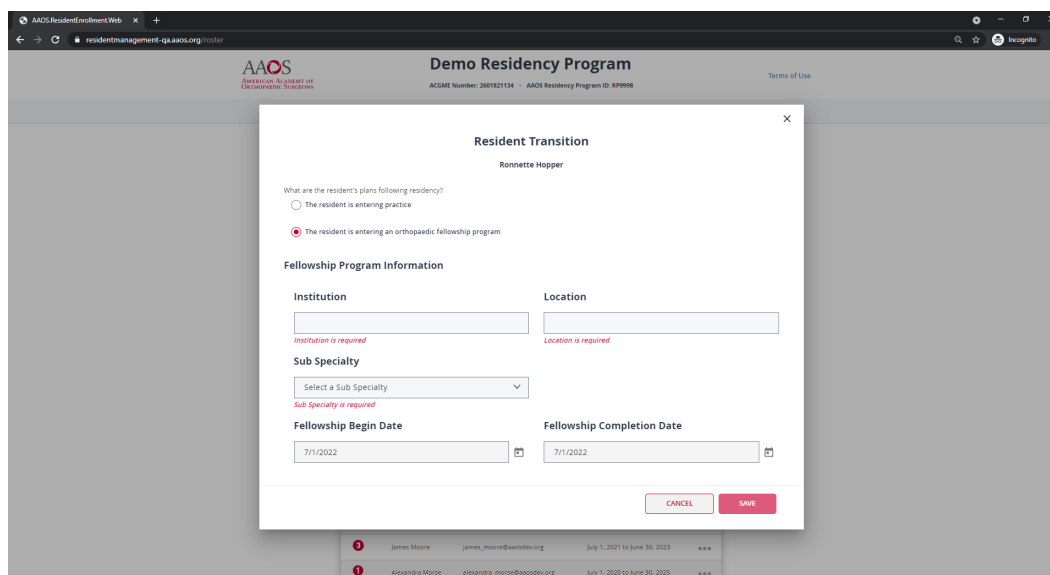 AAOS.ResidentEnrollment.Web
residentmanagement-qa.aaos.org/roster
Incognito
AAOS
AMERICAN ACADEMY OF
ORTHOPAEDIC SURGEONS
Demo Residency Program
ACGME Number: 2601821134 - AAOS Residency Program ID: RP9998
Terms of Use
Resident Transition
Ronnette Hopper
What are the resident's plans following residency?
The resident is entering practice
The resident is entering an orthopaedic fellowship program
Fellowship Program Information
Institution
Location
Institution is required
Location is required
Sub Specialty
Select a Sub Specialty
Sub Specialty is required
Fellowship Begin Date
Fellowship Completion Date
7/1/2022
7/1/2022
CANCEL
SAVE
3 James Moore james_moore@aaosdev.org July 1, 2021 to June 30, 2023
1 Alexandra Morse alexandra_morse@aaosdev.org July 1, 2020 to June 30, 2025